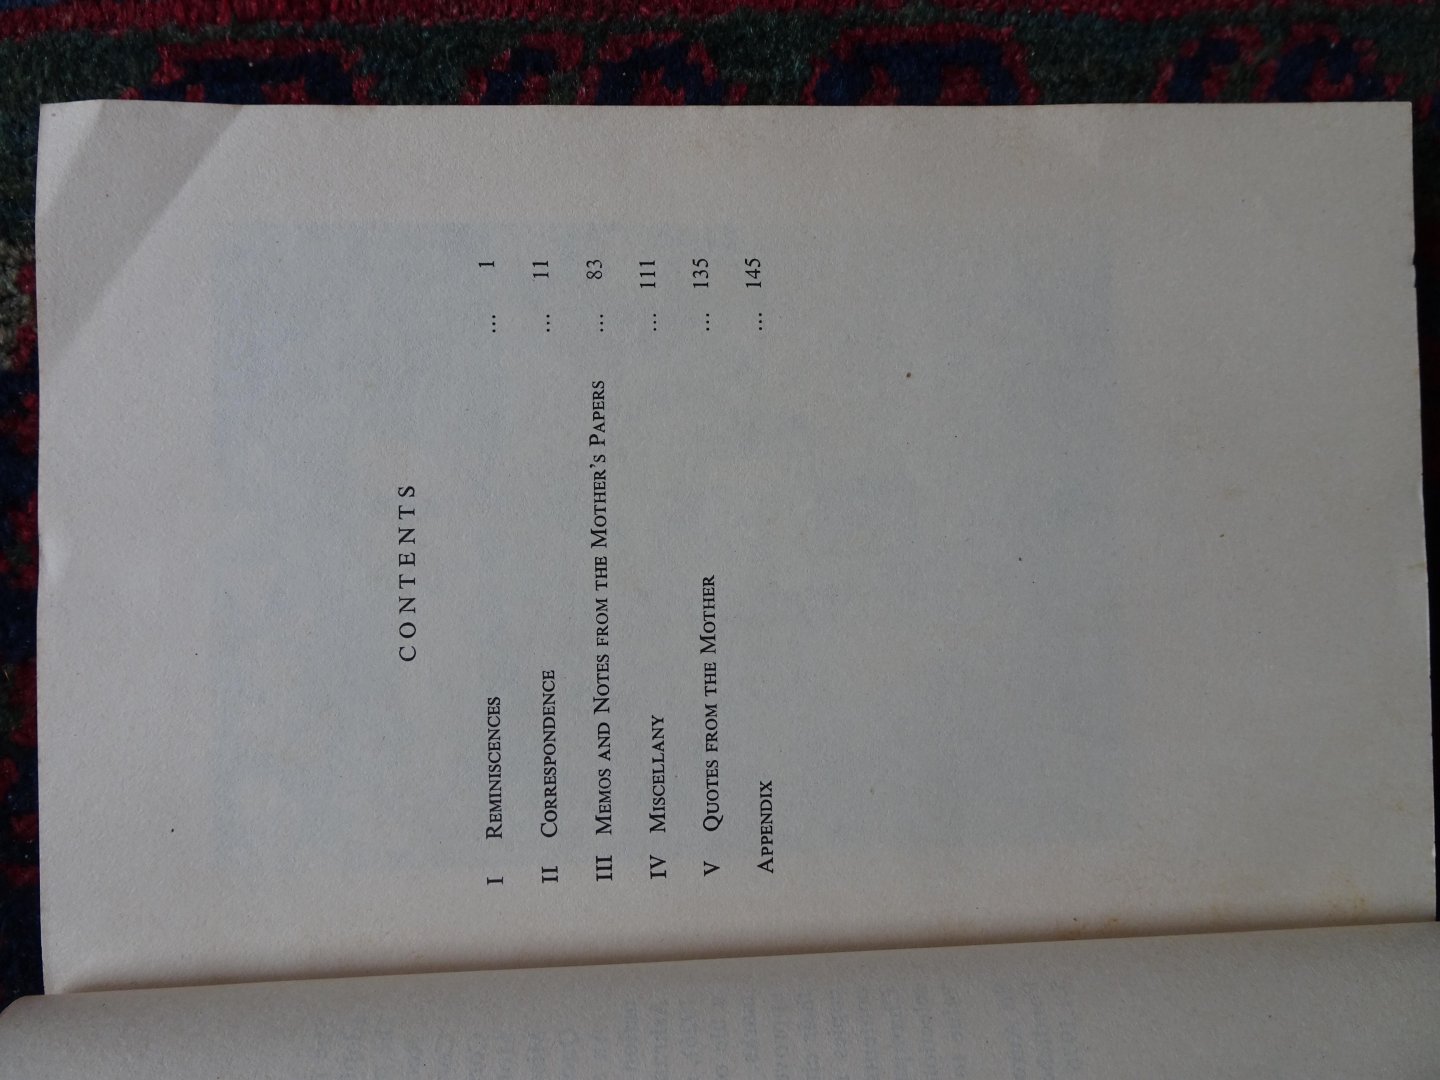 CONTENTS
I REMINISCENCES ... 1
II CORRESPONDENCE ... 11
III MEMOS AND NOTES FROM THE MOTHER'S PAPERS ... 83
IV MISCELLANY ... 111
V QUOTES FROM THE MOTHER ... 135
APPENDIX ... 145